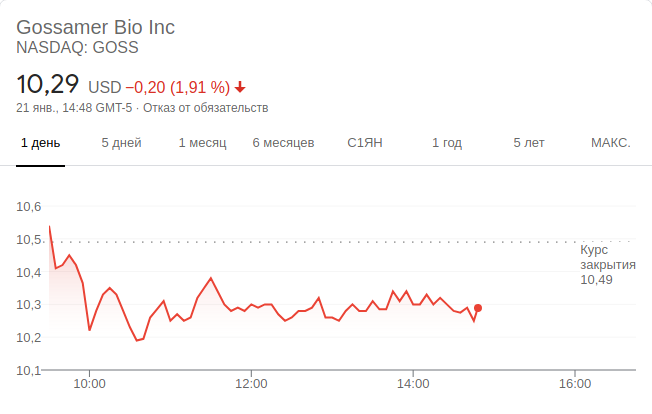 Gossamer Bio Inc
NASDAQ: GOSS
10,29 USD −0,20 (1,91 %)
21 янв., 14:48 GMT-5 · Отказ от обязательств
1 день 5 дней 1 месяц 6 месяцев С1ЯН 1 год 5 лет МАКС.
10,6
10,5
Курс
закрытия
10,49
10,4
10,3
10,2
10,1
10:00 12:00 14:00 16:00